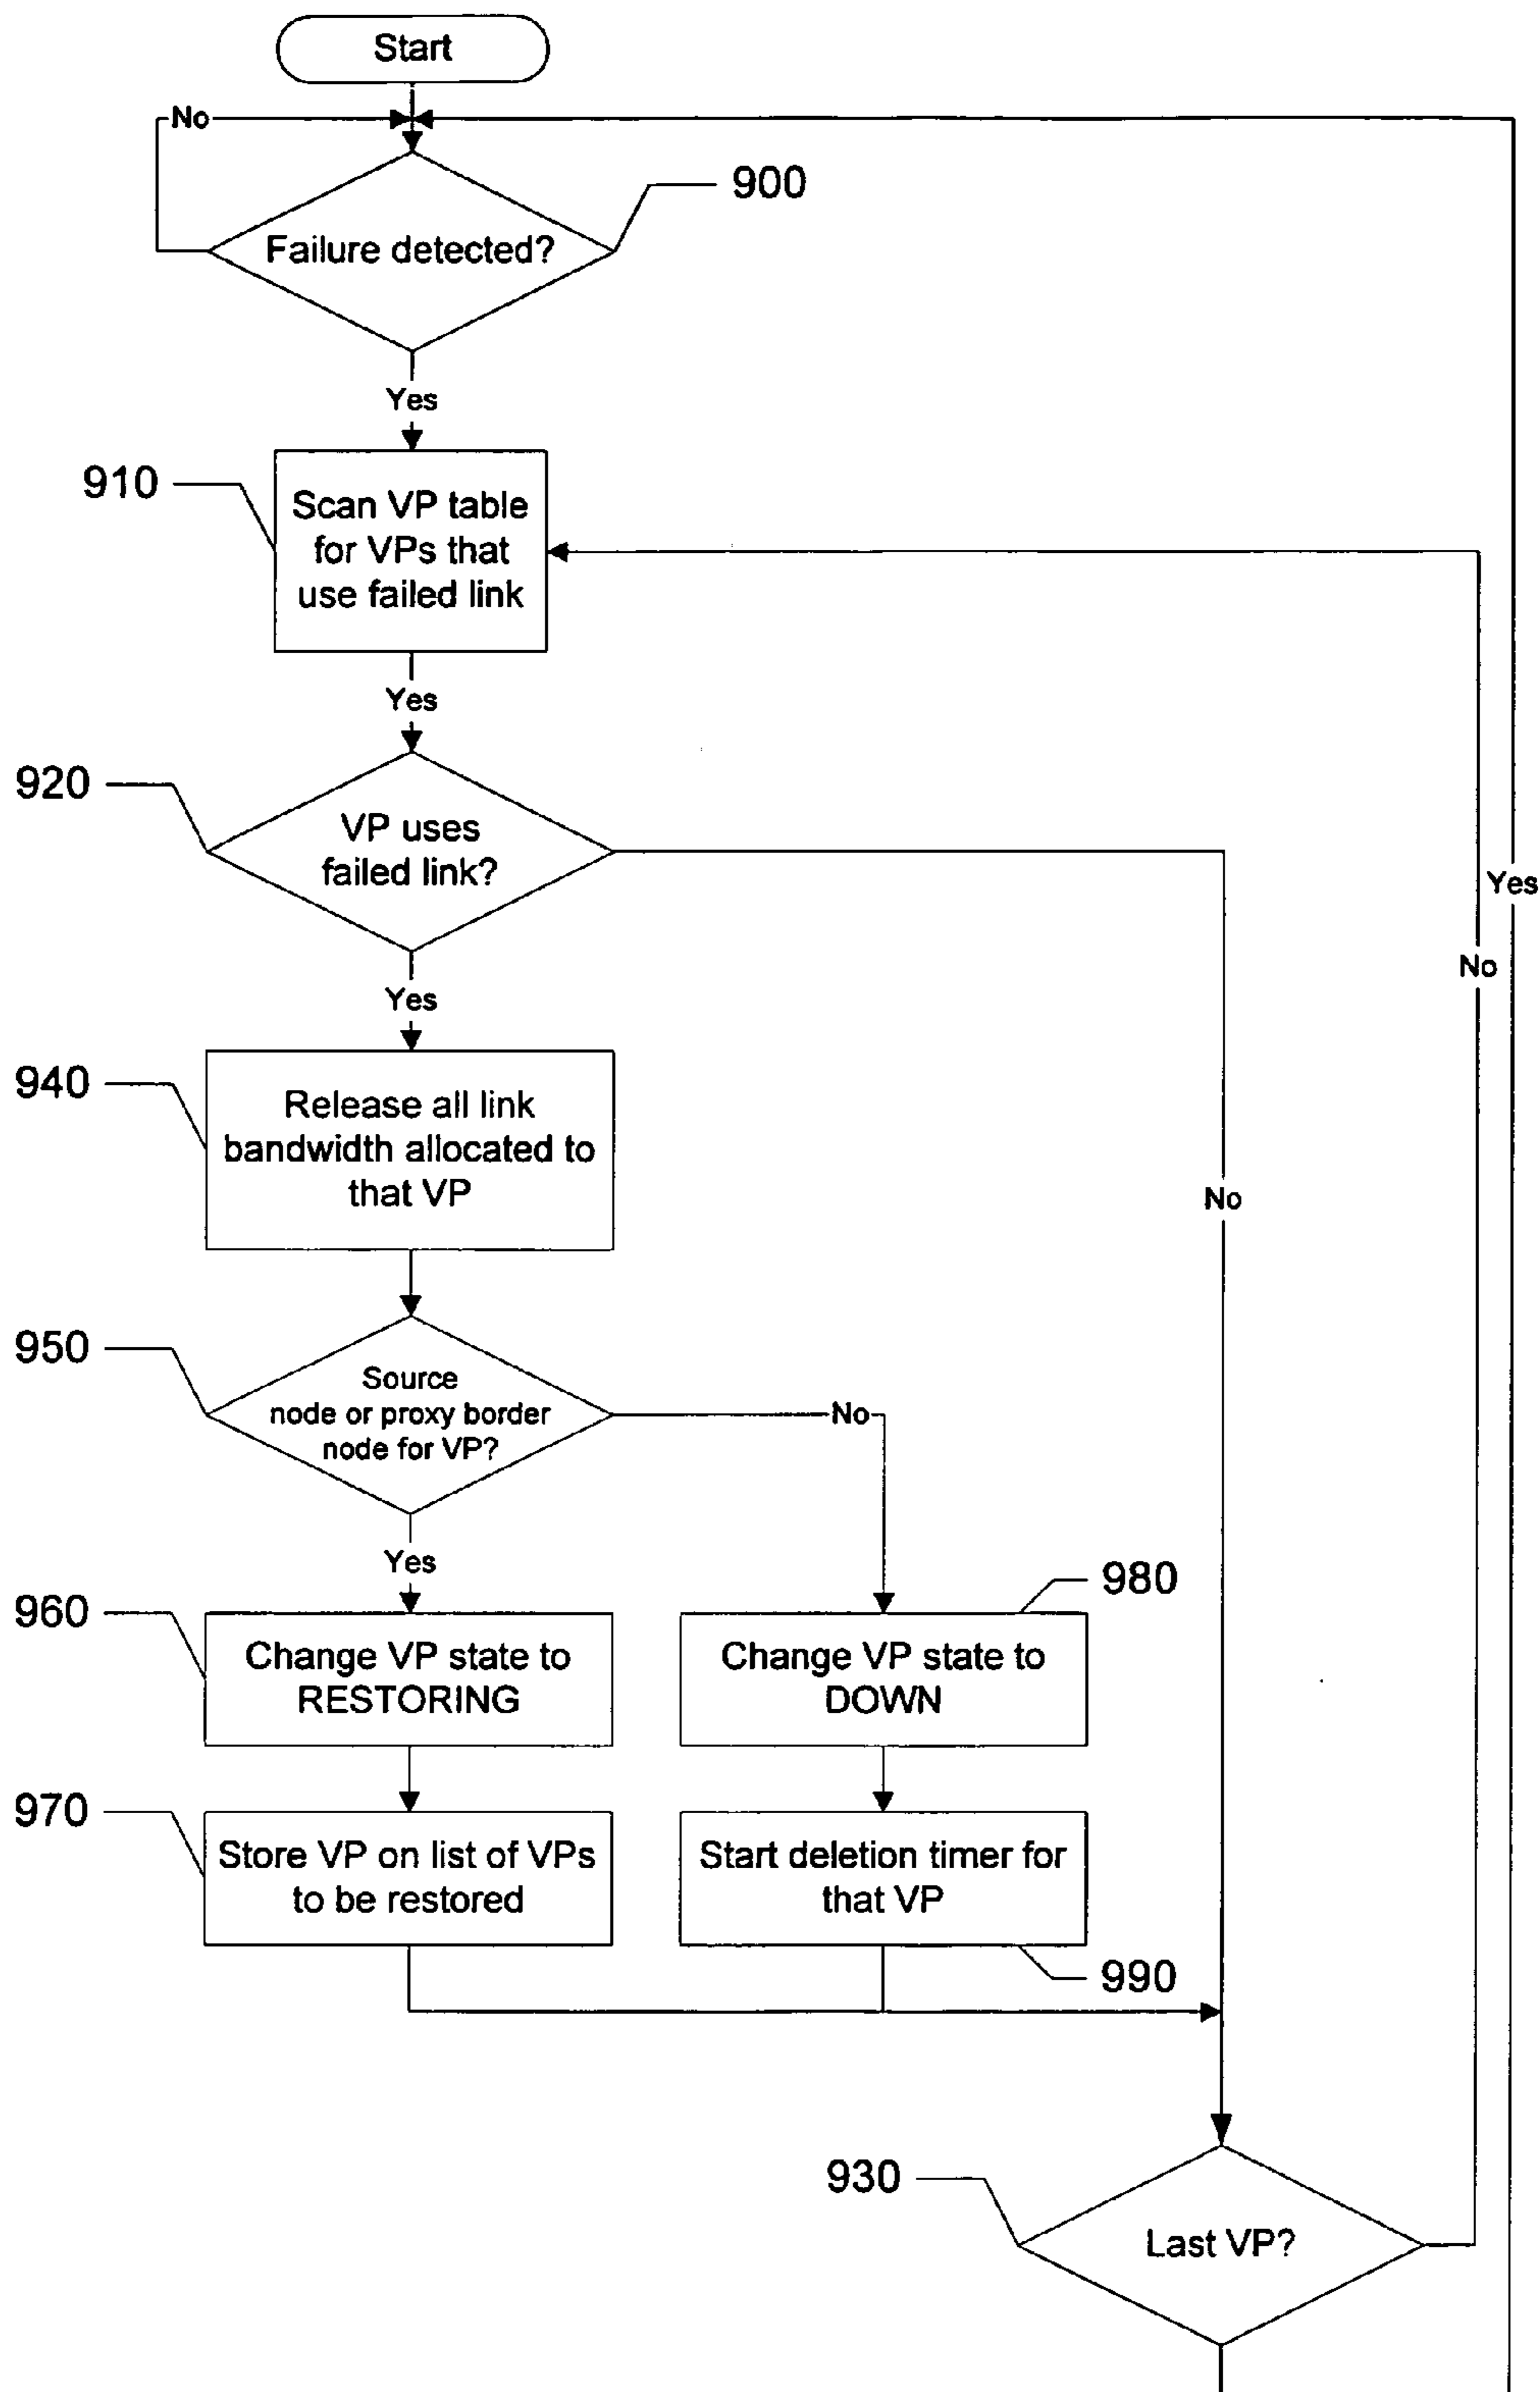 Start
No
900
Failure detected?
Yes
910
Scan VP table
for VPs that
use failed link
Yes
920
VP uses
failed link?
Yes
No
Yes
940
Release all link
bandwidth allocated to
that VP
No
950
Source
node or proxy border
node for VP?
No
Yes
980
960
Change VP state to
RESTORING
Change VP state to
DOWN
970
Store VP on list of VPs
to be restored
Start deletion timer for
that VP
990
930
Last VP?